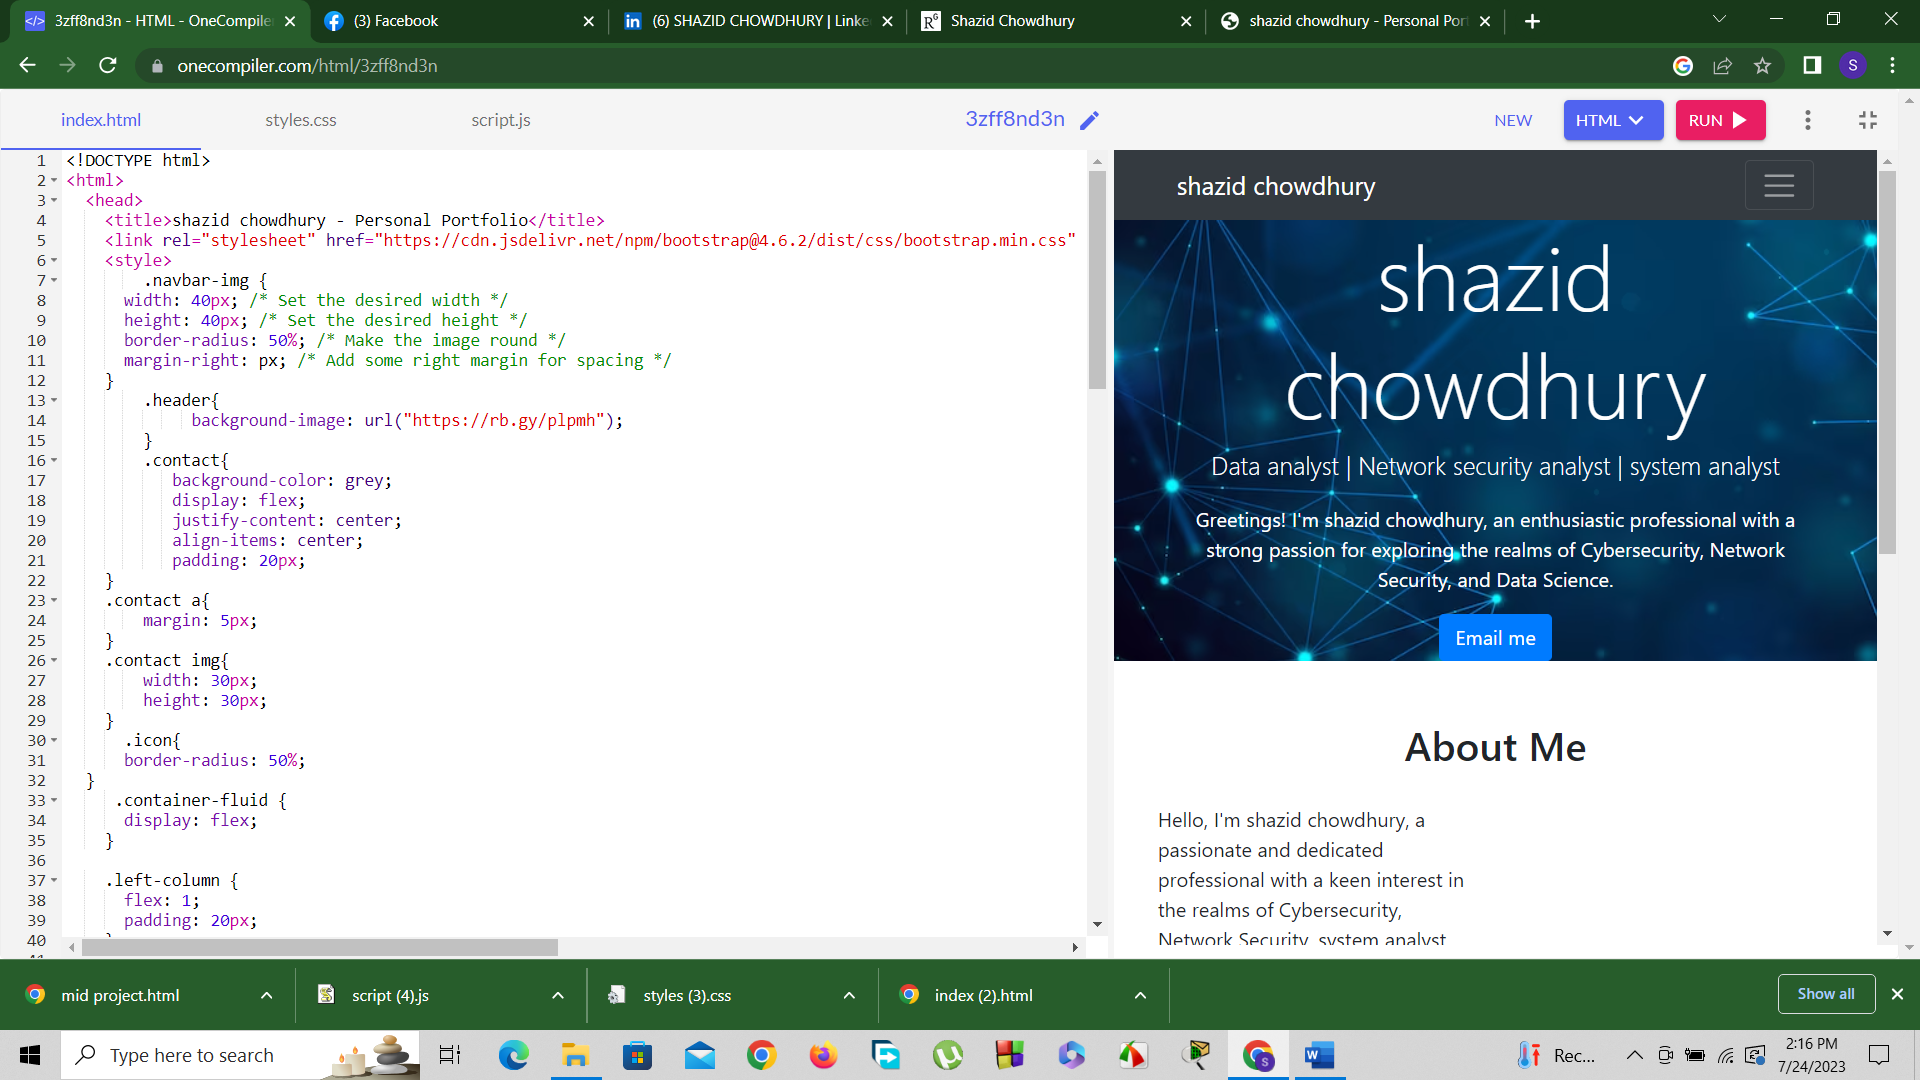 3zff8nd3n - HTML - OneCompiler
(3) Facebook
(6) SHAZID CHOWDHURY | Linke
Shazid Chowdhury
shazid chowdhury - Personal Por
onecompiler.com/html/3zff8nd3n
S
index.html
styles.css
script.js
3zff8nd3n
NEW
HTML
RUN
1 <!DOCTYPE html>
2 <html>
3 <head>
4 <title>shazid chowdhury - Personal Portfolio</title>
5 <link rel="stylesheet" href="https://cdn.jsdelivr.net/npm/bootstrap@4.6.2/dist/css/bootstrap.min.css"
6 <style>
7 .navbar-img {
8 width: 40px; /* Set the desired width */
9 height: 40px; /* Set the desired height */
10 border-radius: 50%; /* Make the image round */
11 margin-right: px; /* Add some right margin for spacing */
12 }
13 .header{
14 background-image: url("https://rb.gy/plpmh");
15 }
16 .contact{
17 background-color: grey;
18 display: flex;
19 justify-content: center;
20 align-items: center;
21 padding: 20px;
22 }
23 .contact a{
24 margin: 5px;
25 }
26 .contact img{
27 width: 30px;
28 height: 30px;
29 }
30 .icon{
31 border-radius: 50%;
32 }
33 .container-fluid {
34 display: flex;
35 }
36
37 .left-column {
38 flex: 1;
39 padding: 20px;
40
shazid chowdhury
shazid
chowdhury
Data analyst | Network security analyst | system analyst
Greetings! I'm shazid chowdhury, an enthusiastic professional with a
strong passion for exploring the realms of Cybersecurity, Network
Security, and Data Science.
Email me
About Me
Hello, I'm shazid chowdhury, a
passionate and dedicated
professional with a keen interest in
the realms of Cybersecurity,
Network Security, system analyst
mid project.html
script (4).js
styles (3).css
index (2).html
Show all
Type here to search
Rec...
2:16 PM
7/24/2023